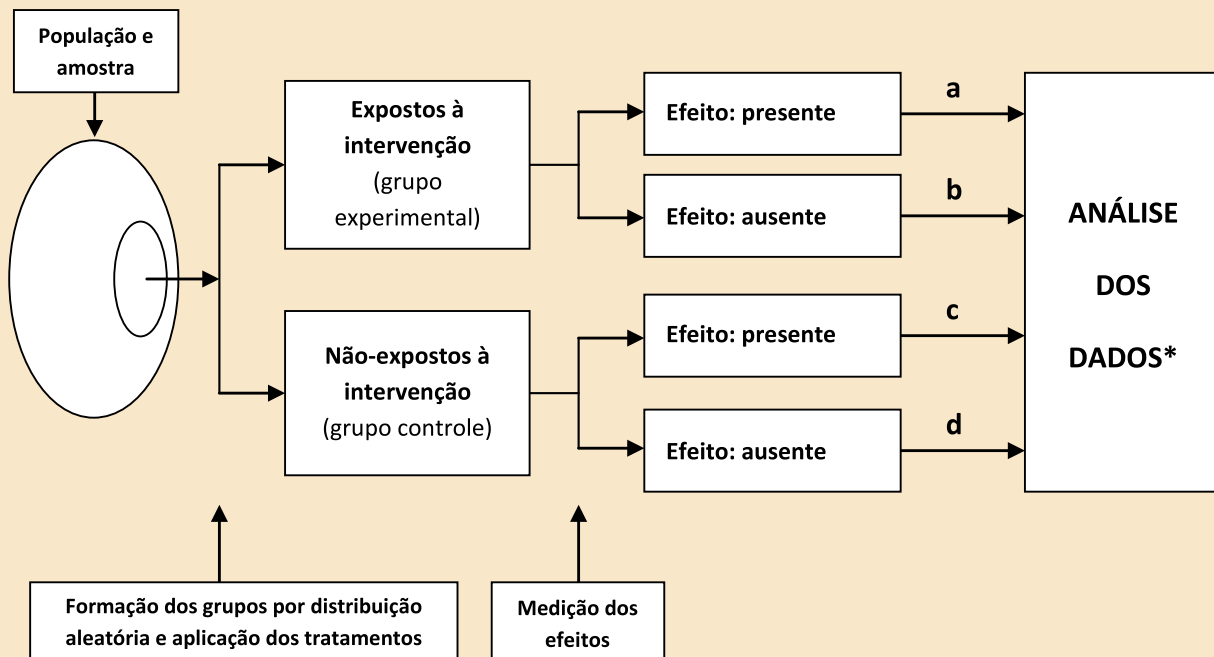 População e
amostra
Expostos à
intervenção
(grupo
experimental)
Não-expostos à
intervenção
(grupo controle)
Efeito: presente
Efeito: ausente
Efeito: presente
Efeito: ausente
a
b
c
d
ANÁLISE
DOS
DADOS*
Formação dos grupos por distribuição
aleatória e aplicação dos tratamentos
Medição dos
efeitos